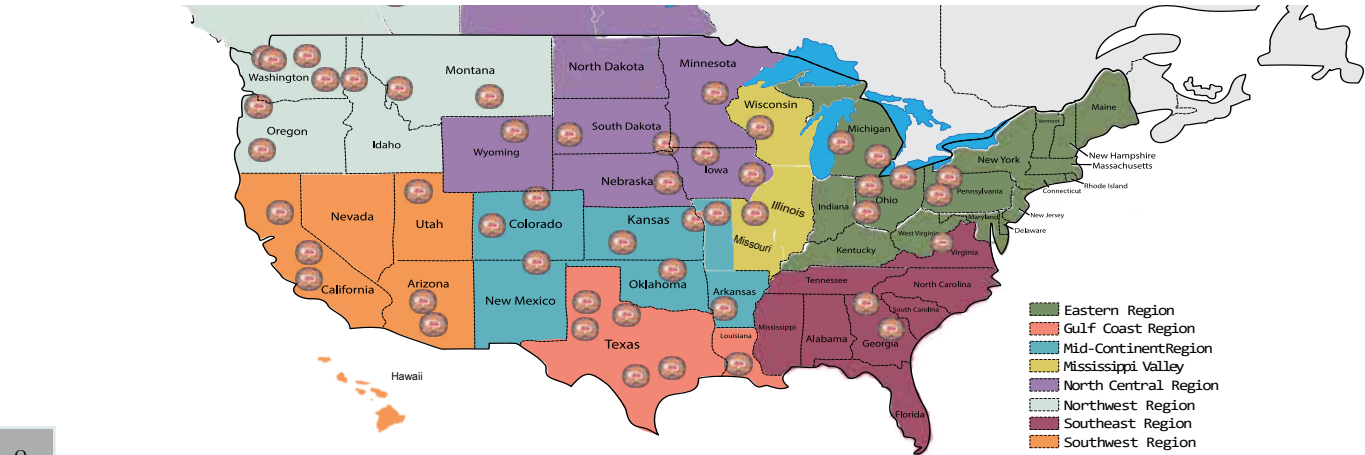 Washington
Montana
North Dakota
Minnesota
Oregon
Idaho
Wyoming
South Dakota
Wisconsin
Michigan
Maine
Vermont
New Hampshire
Massachusetts
New York
Rhode Island
Connecticut
Nebraska
Iowa
Pennsylvania
Nevada
Utah
Colorado
Kansas
Illinois
Missouri
Indiana
Ohio
New Jersey
Maryland
Delaware
West Virginia
Virginia
Kentucky
California
Arizona
New Mexico
Oklahoma
Arkansas
Tennessee
North Carolina
South Carolina
Texas
Louisiana
Mississippi
Alabama
Georgia
Florida
Hawaii
Eastern Region
Gulf Coast Region
Mid-ContinentRegion
Mississippi Valley
North Central Region
Northwest Region
Southeast Region
Southwest Region